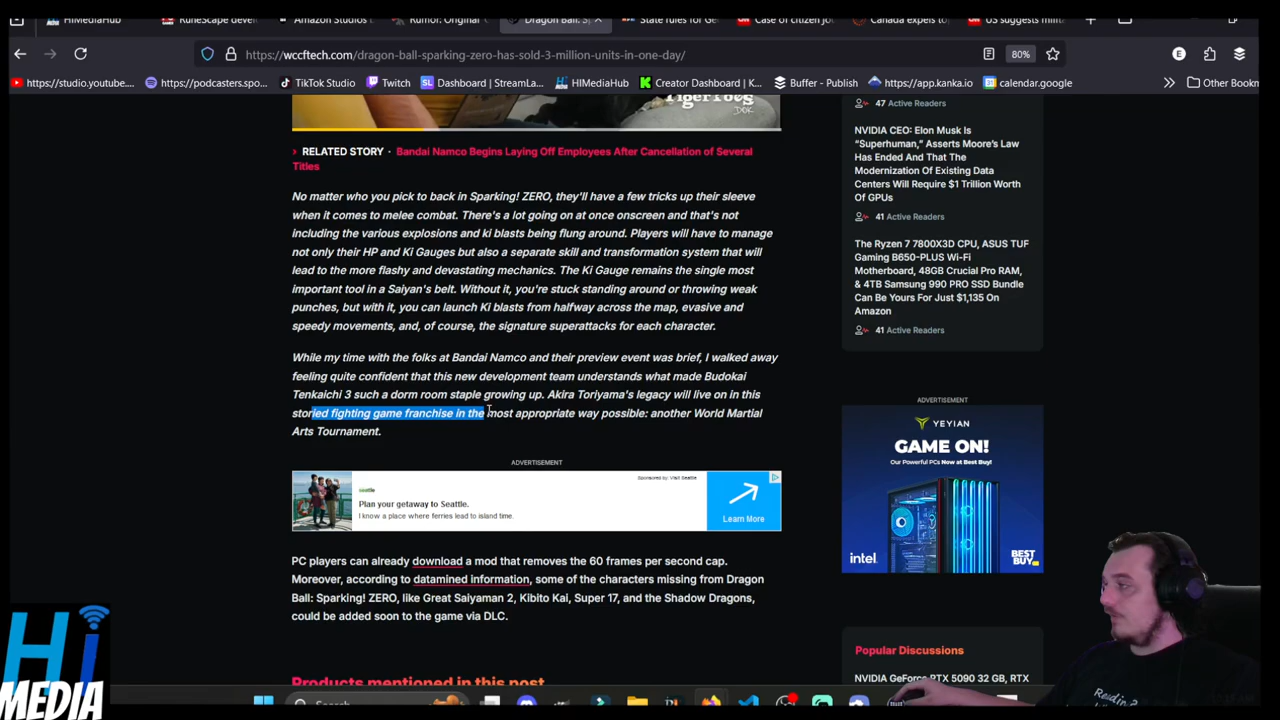 HiMediaHub
RuneScape
Amazon Studios
Rumor: Original
Dragon Ball: S
State rules for Ge
Case of citizen jo
Canada expels to
US suggests milita
https://wccftech.com/dragon-ball-sparking-zero-has-sold-3-million-units-in-one-day/
80%
E
https://studio.youtube....
https://podcasters.spo...
TikTok Studio
Twitch
Dashboard | StreamLa...
HIMediaHub
Creator Dashboard | K...
Buffer - Publish
https://app.kanka.io
calendar.google
Other Bookm
TigerToes
DDK
» RELATED STORY · Bandai Namco Begins Laying Off Employees After Cancellation of Several
Titles
No matter who you pick to back in Sparking! ZERO, they'll have a few tricks up their sleeve
when it comes to melee combat. There's a lot going on at once onscreen and that's not
including the various explosions and ki blasts being flung around. Players will have to manage
not only their HP and Ki Gauges but also a separate skill and transformation system that will
lead to the more flashy and devastating mechanics. The Ki Gauge remains the single most
important tool in a Saiyan's belt. Without it, you're stuck standing around or throwing weak
punches, but with it, you can launch Ki blasts from halfway across the map, evasive and
speedy movements, and, of course, the signature superattacks for each character.
While my time with the folks at Bandai Namco and their preview event was brief, I walked away
feeling quite confident that this new development team understands what made Budokai
Tenkaichi 3 such a dorm room staple growing up. Akira Toriyama's legacy will live on in this
storied fighting game franchise in the most appropriate way possible: another World Martial
Arts Tournament.
ADVERTISEMENT
Sponsored by: Visit Seattle
seattle
Plan your getaway to Seattle.
I know a place where ferries lead to island time.
Learn More
PC players can already download a mod that removes the 60 frames per second cap.
Moreover, according to datamined information, some of the characters missing from Dragon
Ball: Sparking! ZERO, like Great Saiyaman 2, Kibito Kai, Super 17, and the Shadow Dragons,
could be added soon to the game via DLC.
Products mentioned in this post
47 Active Readers
NVIDIA CEO: Elon Musk Is
“Superhuman,” Asserts Moore’s Law
Has Ended And That The
Modernization Of Existing Data
Centers Will Require $1 Trillion Worth
Of GPUs
41 Active Readers
The Ryzen 7 7800X3D CPU, ASUS TUF
Gaming B650-PLUS Wi-Fi
Motherboard, 48GB Crucial Pro RAM,
& 4TB Samsung 990 PRO SSD Bundle
Can Be Yours For Just $1,135 On
Amazon
41 Active Readers
ADVERTISEMENT
YEYIAN
GAME ON!
Our Powerful PCs Now at Best Buy!
intel
BEST
BUY
Popular Discussions
NVIDIA GeForce RTX 5090 32 GB, RTX
Hi
MEDIA
Search
Reading